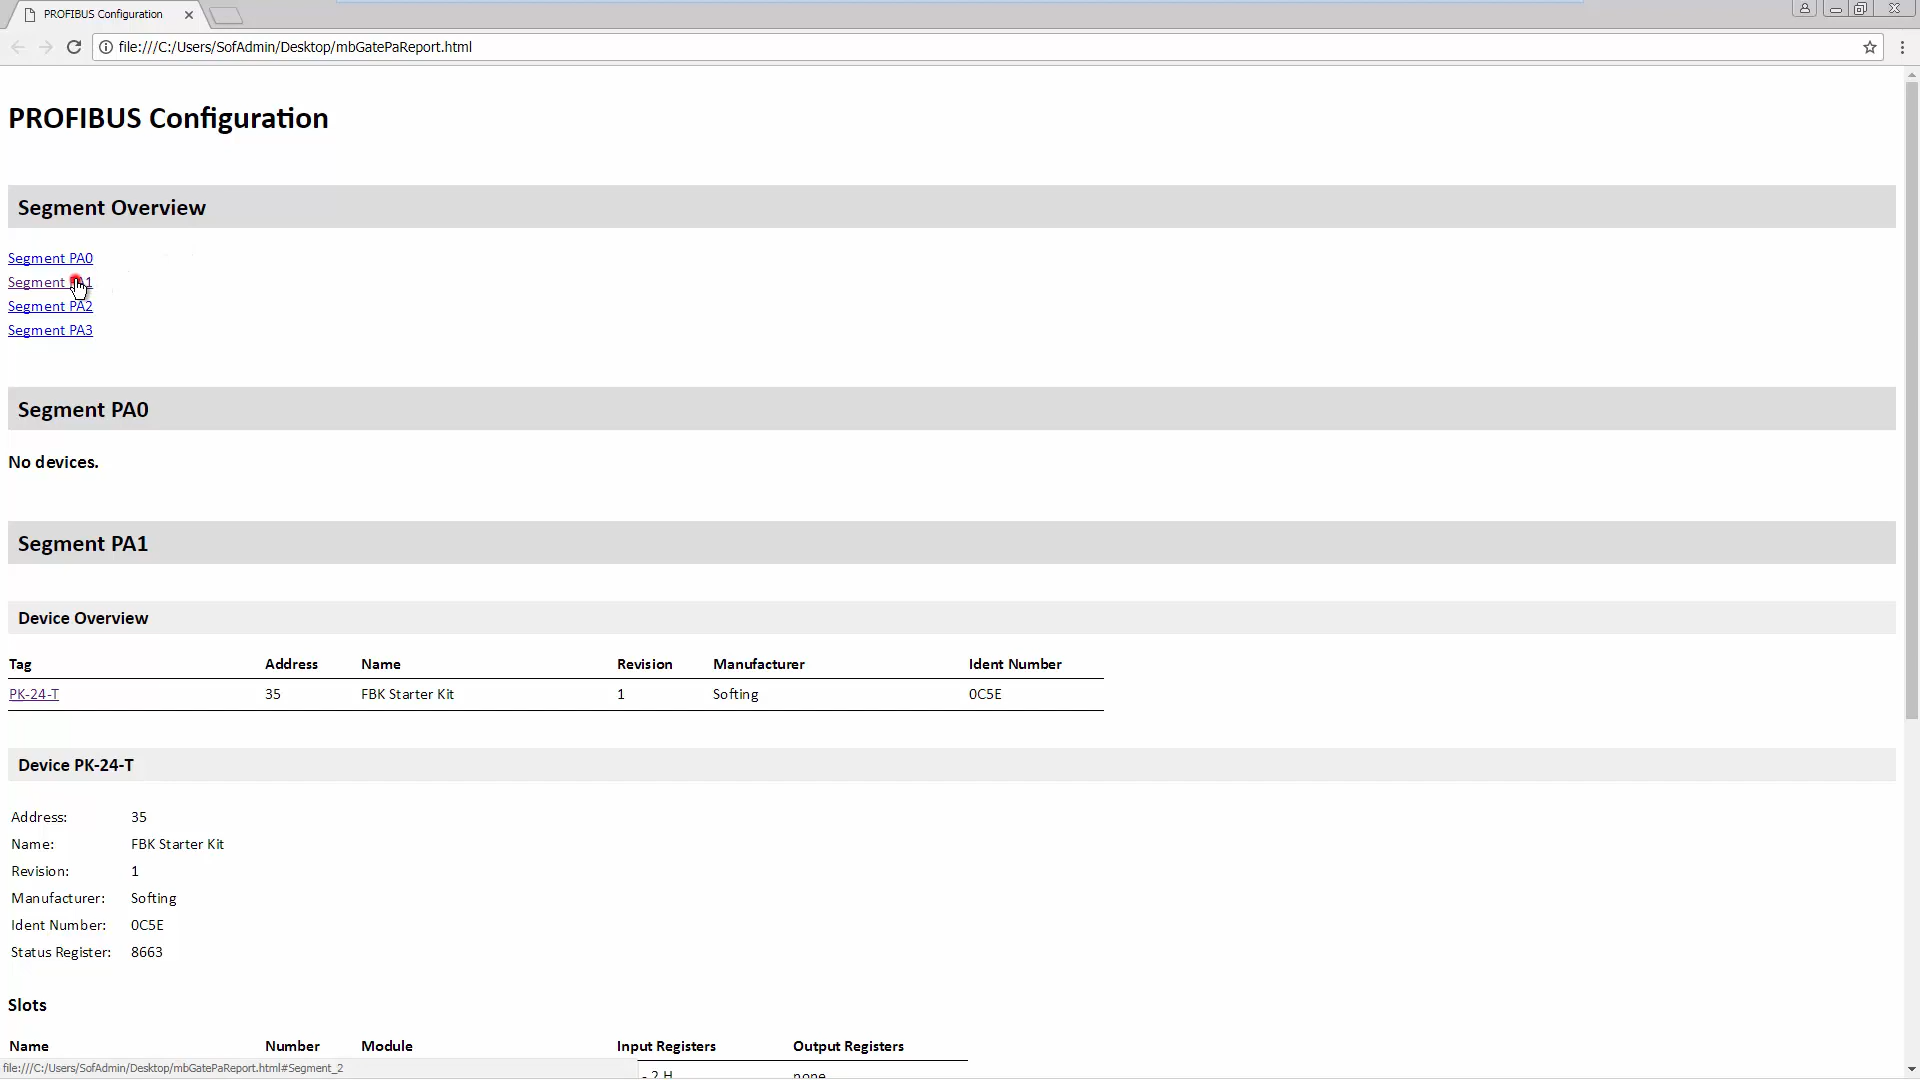 PROFIBUS Configuration
file:///C:/Users/SofAdmin/Desktop/mbGatePaReport.html
PROFIBUS Configuration
Segment Overview
Segment PA0
Segment PA1
Segment PA2
Segment PA3
Segment PA0
No devices.
Segment PA1
Device Overview
Tag Address Name Revision Manufacturer Ident Number
PK-24-T 35 FBK Starter Kit 1 Softing 0C5E
Device PK-24-T
Address: 35
Name: FBK Starter Kit
Revision: 1
Manufacturer: Softing
Ident Number: 0C5E
Status Register: 8663
Slots
Name Number Module Input Registers Output Registers
file:///C:/Users/SofAdmin/Desktop/mbGatePaReport.html#Segment_2
none